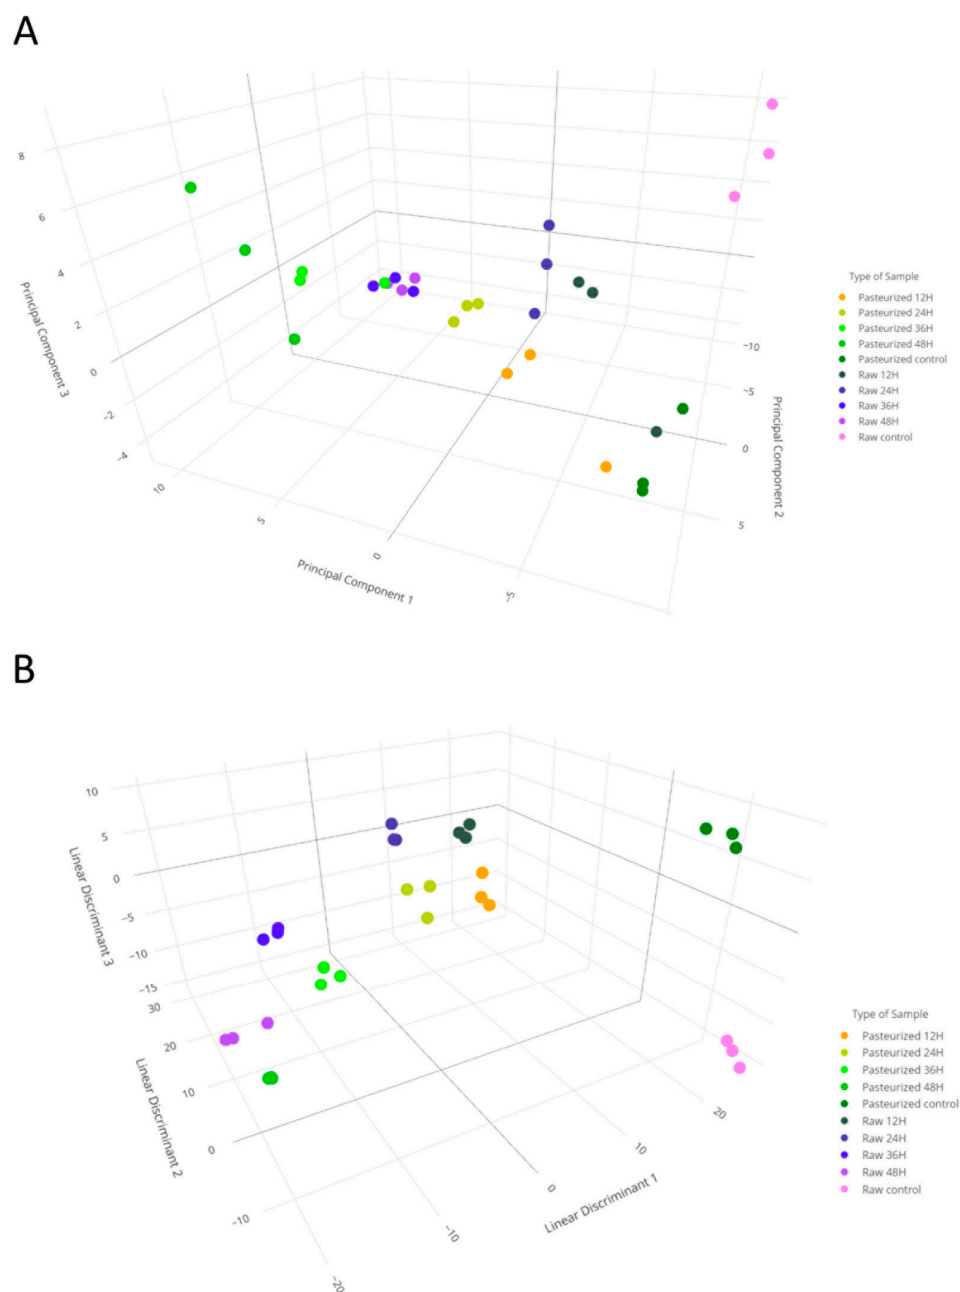 A
8
6
4
2
0
−2
−4
Principal Component 3
10
5
0
−5
Principal Component 1
−10
−5
0
5
Principal Component 2
Type of Sample
Pasteurized 12H
Pasteurized 24H
Pasteurized 36H
Pasteurized 48H
Pasteurized control
Raw 12H
Raw 24H
Raw 36H
Raw 48H
Raw control
B
10
5
0
−5
−10
−15
Linear Discriminant 3
30
20
10
0
−10
−20
Linear Discriminant 2
−10
0
10
20
Linear Discriminant 1
Type of Sample
Pasteurized 12H
Pasteurized 24H
Pasteurized 36H
Pasteurized 48H
Pasteurized control
Raw 12H
Raw 24H
Raw 36H
Raw 48H
Raw control